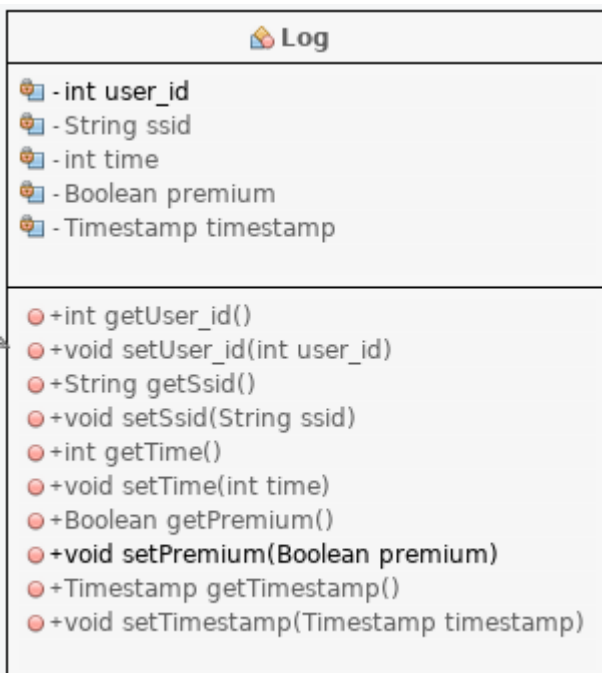 Log
- int user_id
- String ssid
- int time
- Boolean premium
- Timestamp timestamp
+int getUser_id()
+void setUser_id(int user_id)
+String getSsid()
+void setSsid(String ssid)
+int getTime()
+void setTime(int time)
+Boolean getPremium()
+void setPremium(Boolean premium)
+Timestamp getTimestamp()
+void setTimestamp(Timestamp timestamp)